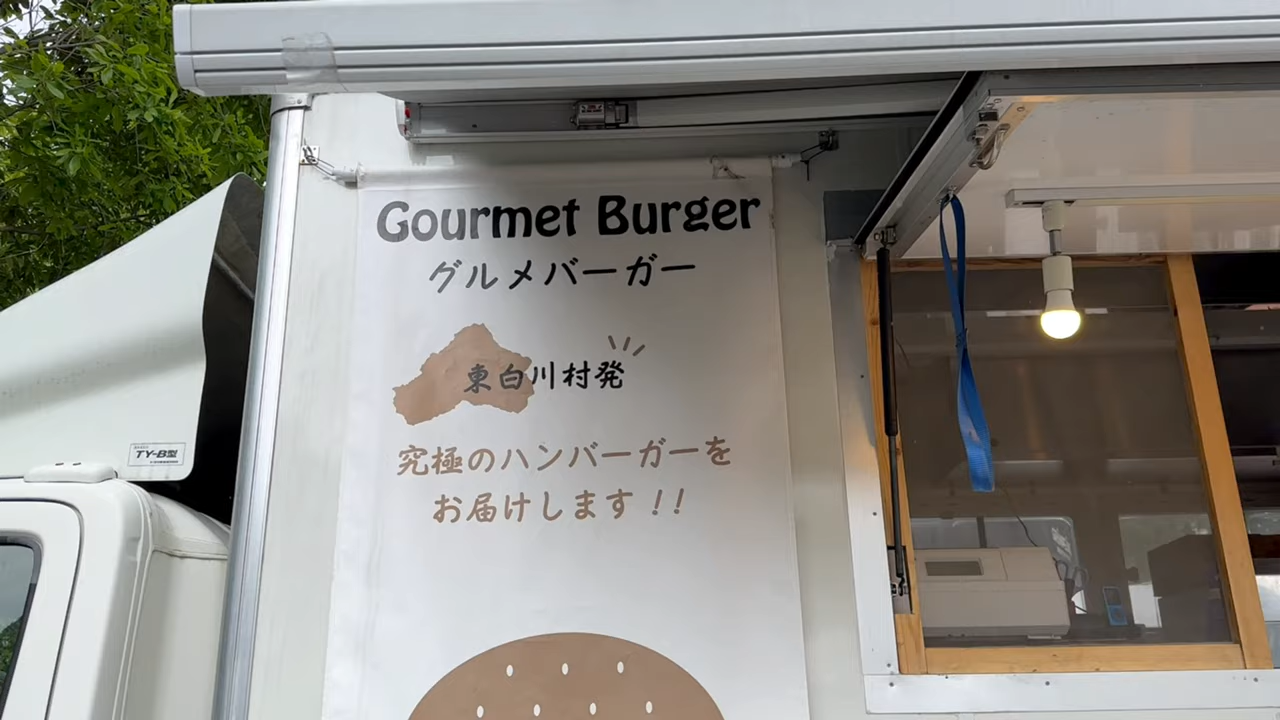 Gourmet Burger
グルメバーガー
東白川村発
究極のハンバーガーを
お届けします!!
TY-B型